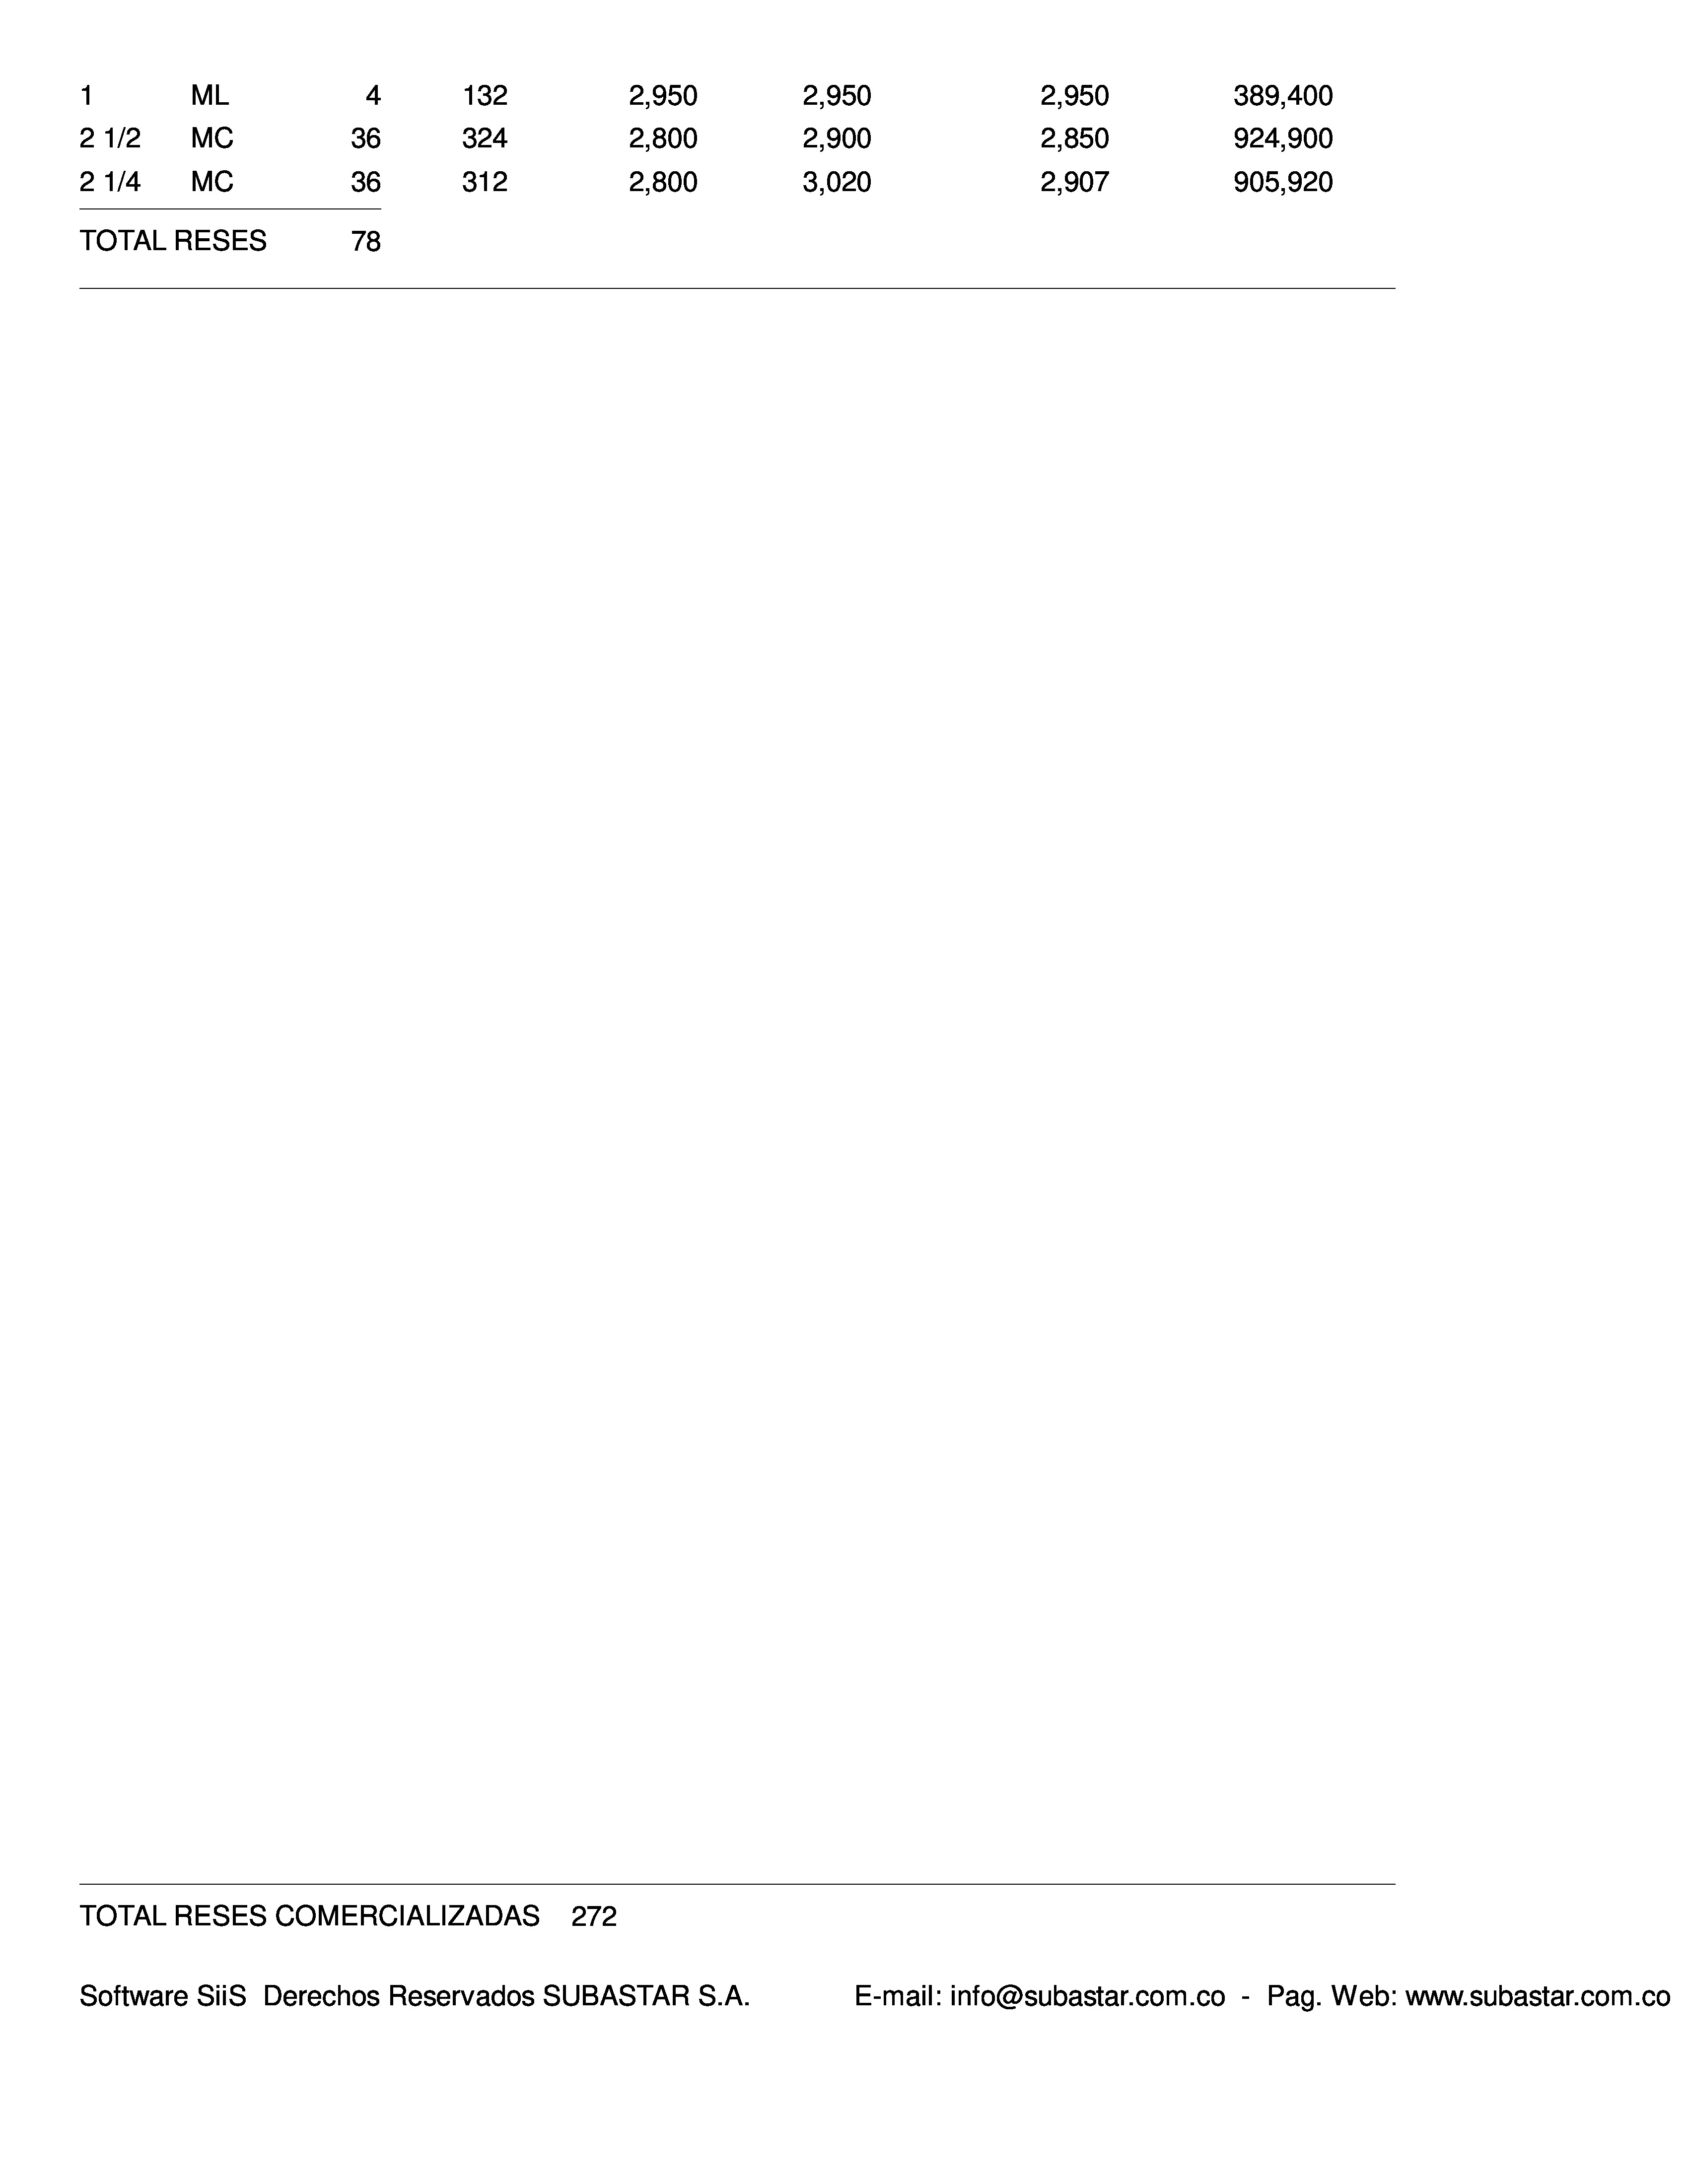 1 ML 4 132 2,950 2,950 2,950 389,400
2 1/2 MC 36 324 2,800 2,900 2,850 924,900
2 1/4 MC 36 312 2,800 3,020 2,907 905,920
TOTAL RESES 78
TOTAL RESES COMERCIALIZADAS 272
Software SiiS Derechos Reservados SUBASTAR S.A. E-mail: info@subastar.com.co - Pag. Web: www.subastar.com.co